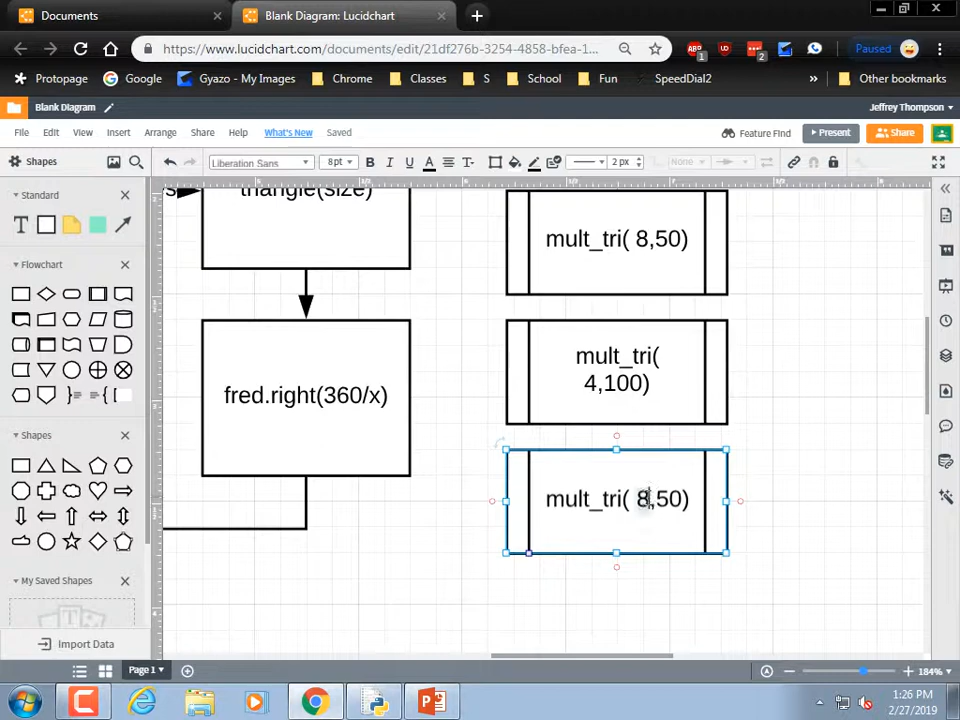 Documents
Blank Diagram: Lucidchart
https://www.lucidchart.com/documents/edit/21df276b-3254-4858-bfea-1...
ABP
1
UD
2
Paused
Protopage
Google
Gyazo - My Images
Chrome
Classes
S
School
Fun
SpeedDial2
»
Other bookmarks
Blank Diagram
Jeffrey Thompson
File
Edit
View
Insert
Arrange
Share
Help
What's New
Saved
Feature Find
Present
Share
Shapes
Liberation Sans
8pt
B
I
U
A
T
2 px
None
Standard
T
Flowchart
Shapes
My Saved Shapes
Import Data
triangle(size)
fred.right(360/x)
mult_tri( 8,50)
mult_tri(
4,100)
mult_tri( 8,50)
Page 1
184%
1:26 PM
2/27/2019